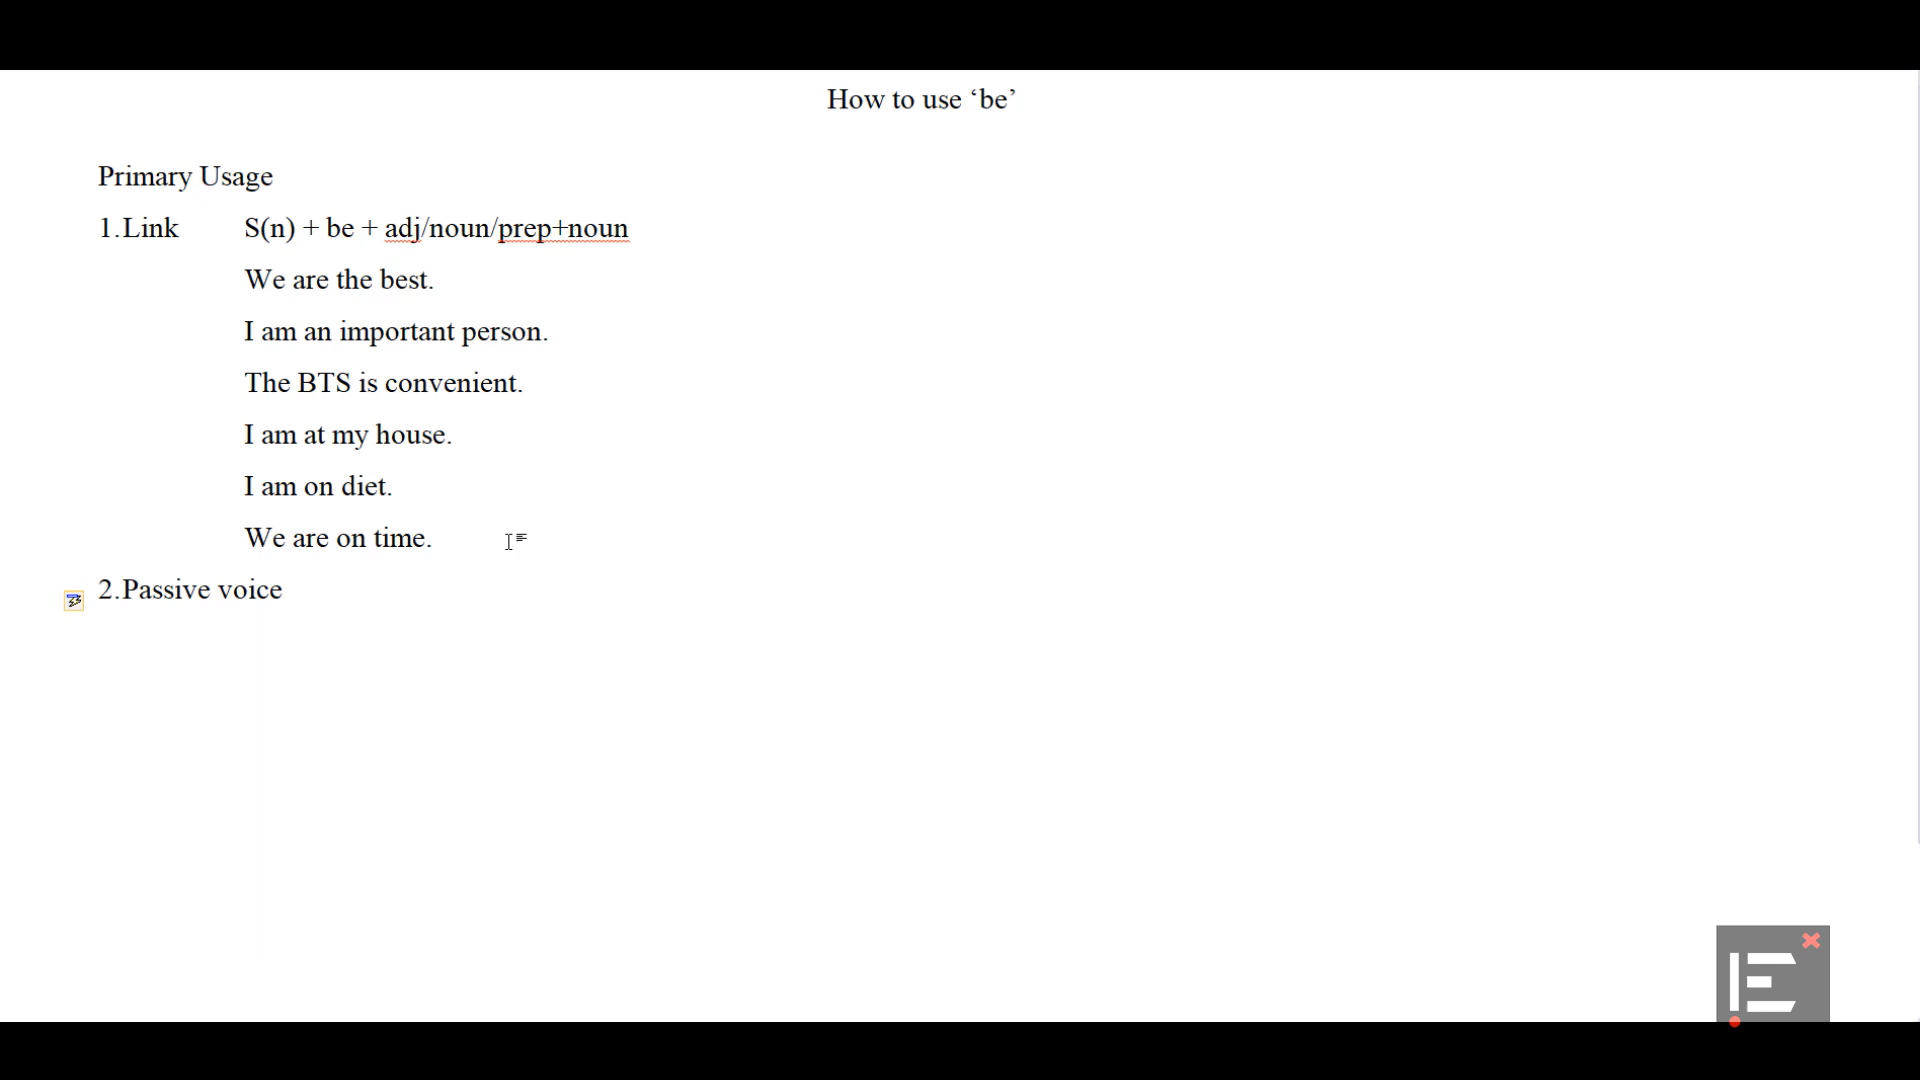 How to use ‘be’
Primary Usage
1.Link S(n) + be + adj/noun/prep+noun
We are the best.
I am an important person.
The BTS is convenient.
I am at my house.
I am on diet.
We are on time.
2.Passive voice